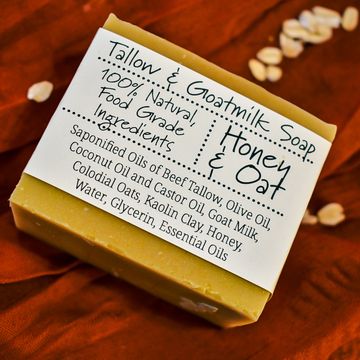 Tallow & Goatmilk Soap
100% Natural,
Food Grade
Ingredients
Honey
& Oat
Saponified Oils of Beef Tallow, Olive Oil,
Coconut Oil and Castor Oil, Goat Milk,
Colodial Oats, Kaolin Clay, Honey,
Water, Glycerin, Essential Oils